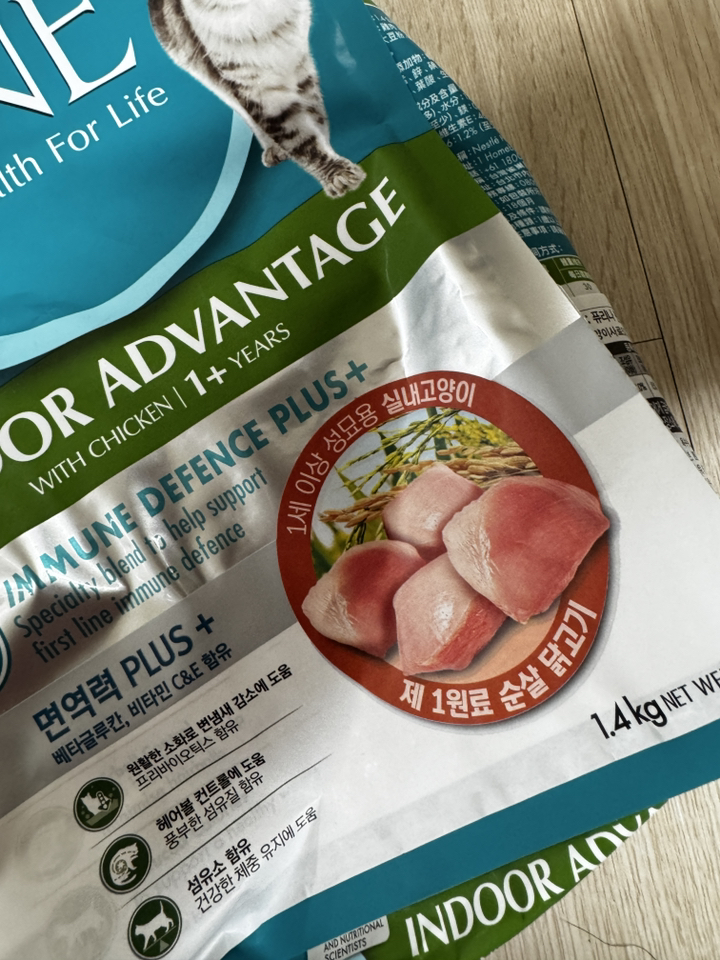 NE
lth For Life
OOR ADVANTAGE
WITH CHICKEN | 1+ YEARS
IMMUNE DEFENCE PLUS+
Specialty blend to help support
first line immune defence
면역력 PLUS +
베타글루칸, 비타민 C&E 함유
1세 이상 성묘용 실내고양이
제 1원료 순살 닭고기
원활한 소화로 변냄새 감소에 도움
프리바이오틱스 함유
헤어볼 컨트롤에 도움
풍부한 섬유질 함유
섬유소 함유
건강한 체중 유지에 도움
1.4kg NET WE
INDOOR ADV
AND NUTRITIONAL
SCIENTISTS